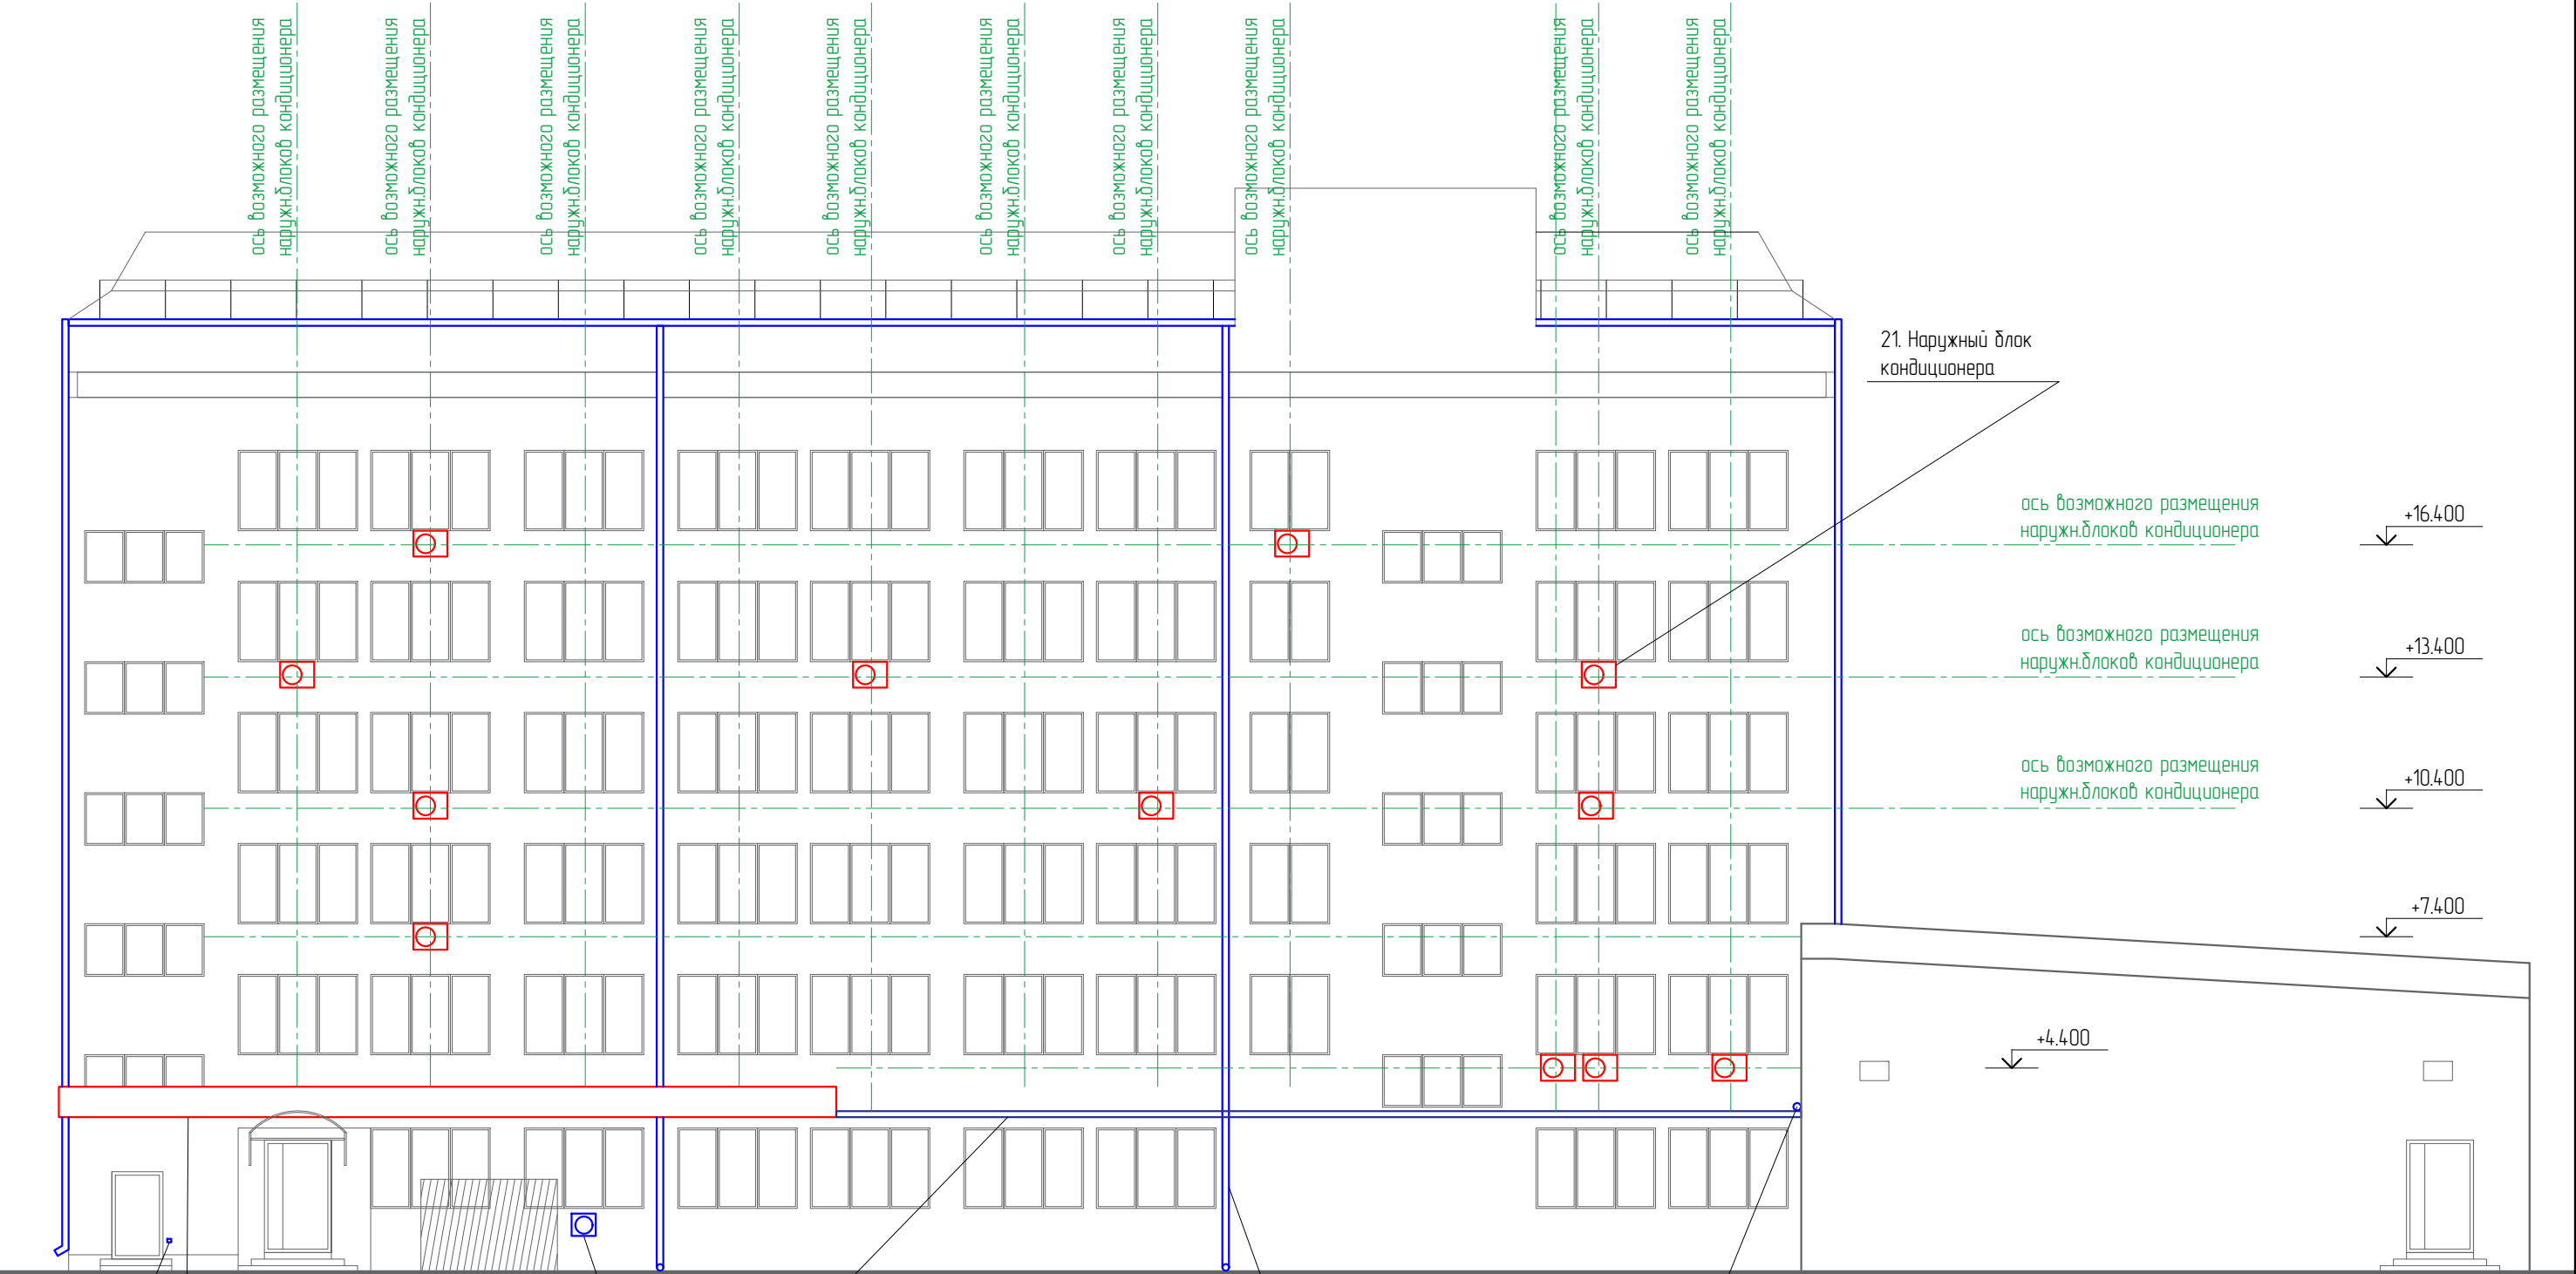 ось возможного размещения
наружн.блоков кондиционера
ось возможного размещения
наружн.блоков кондиционера
ось возможного размещения
наружн.блоков кондиционера
ось возможного размещения
наружн.блоков кондиционера
ось возможного размещения
наружн.блоков кондиционера
ось возможного размещения
наружн.блоков кондиционера
ось возможного размещения
наружн.блоков кондиционера
ось возможного размещения
наружн.блоков кондиционера
ось возможного размещения
наружн.блоков кондиционера
ось возможного размещения
наружн.блоков кондиционера
21. Наружный блок
кондиционера
ось возможного размещения
наружн.блоков кондиционера
+16.400
ось возможного размещения
наружн.блоков кондиционера
+13.400
ось возможного размещения
наружн.блоков кондиционера
+10.400
+7.400
+4.400